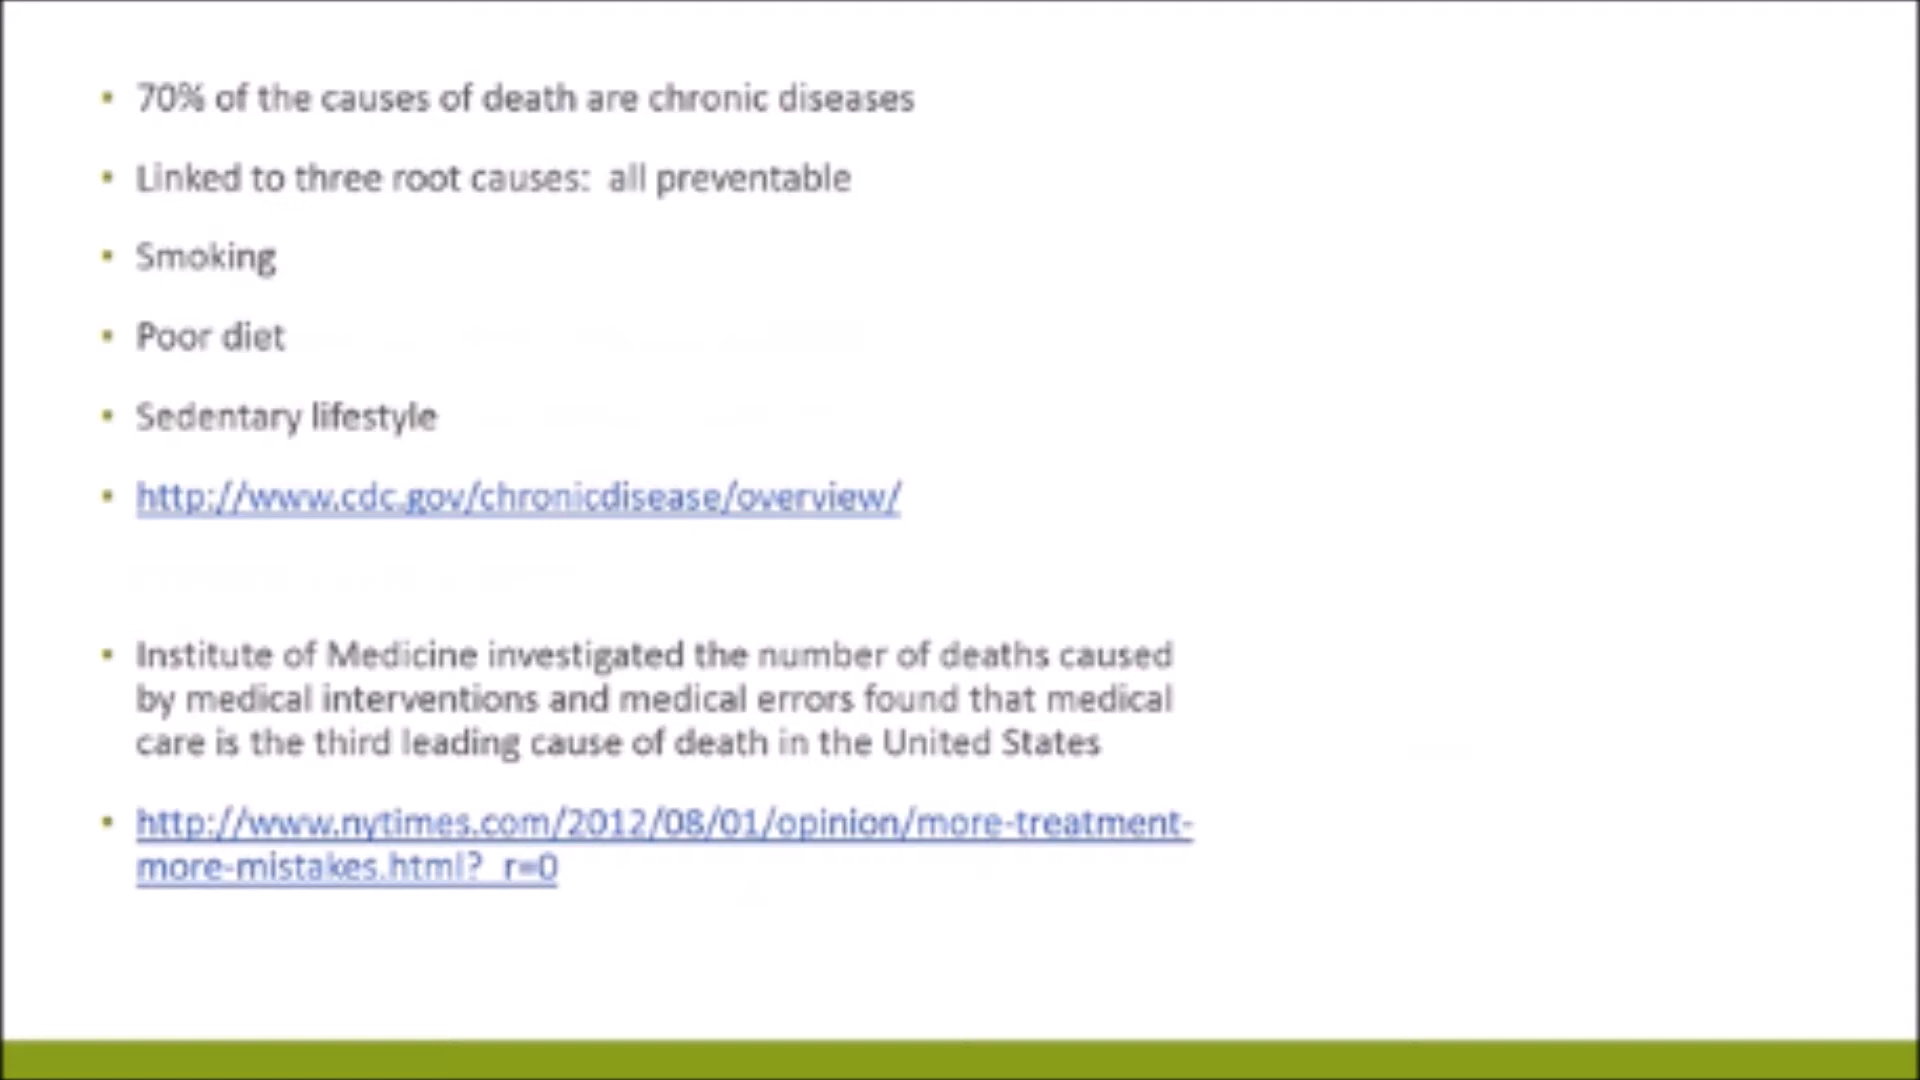 • 70% of the causes of death are chronic diseases
• Linked to three root causes:  all preventable
• Smoking
• Poor diet
• Sedentary lifestyle
• http://www.cdc.gov/chronicdisease/overview/
• Institute of Medicine investigated the number of deaths caused
by medical interventions and medical errors found that medical
care is the third leading cause of death in the United States
• http://www.nytimes.com/2012/08/01/opinion/more-treatment-
more-mistakes.html?_r=0